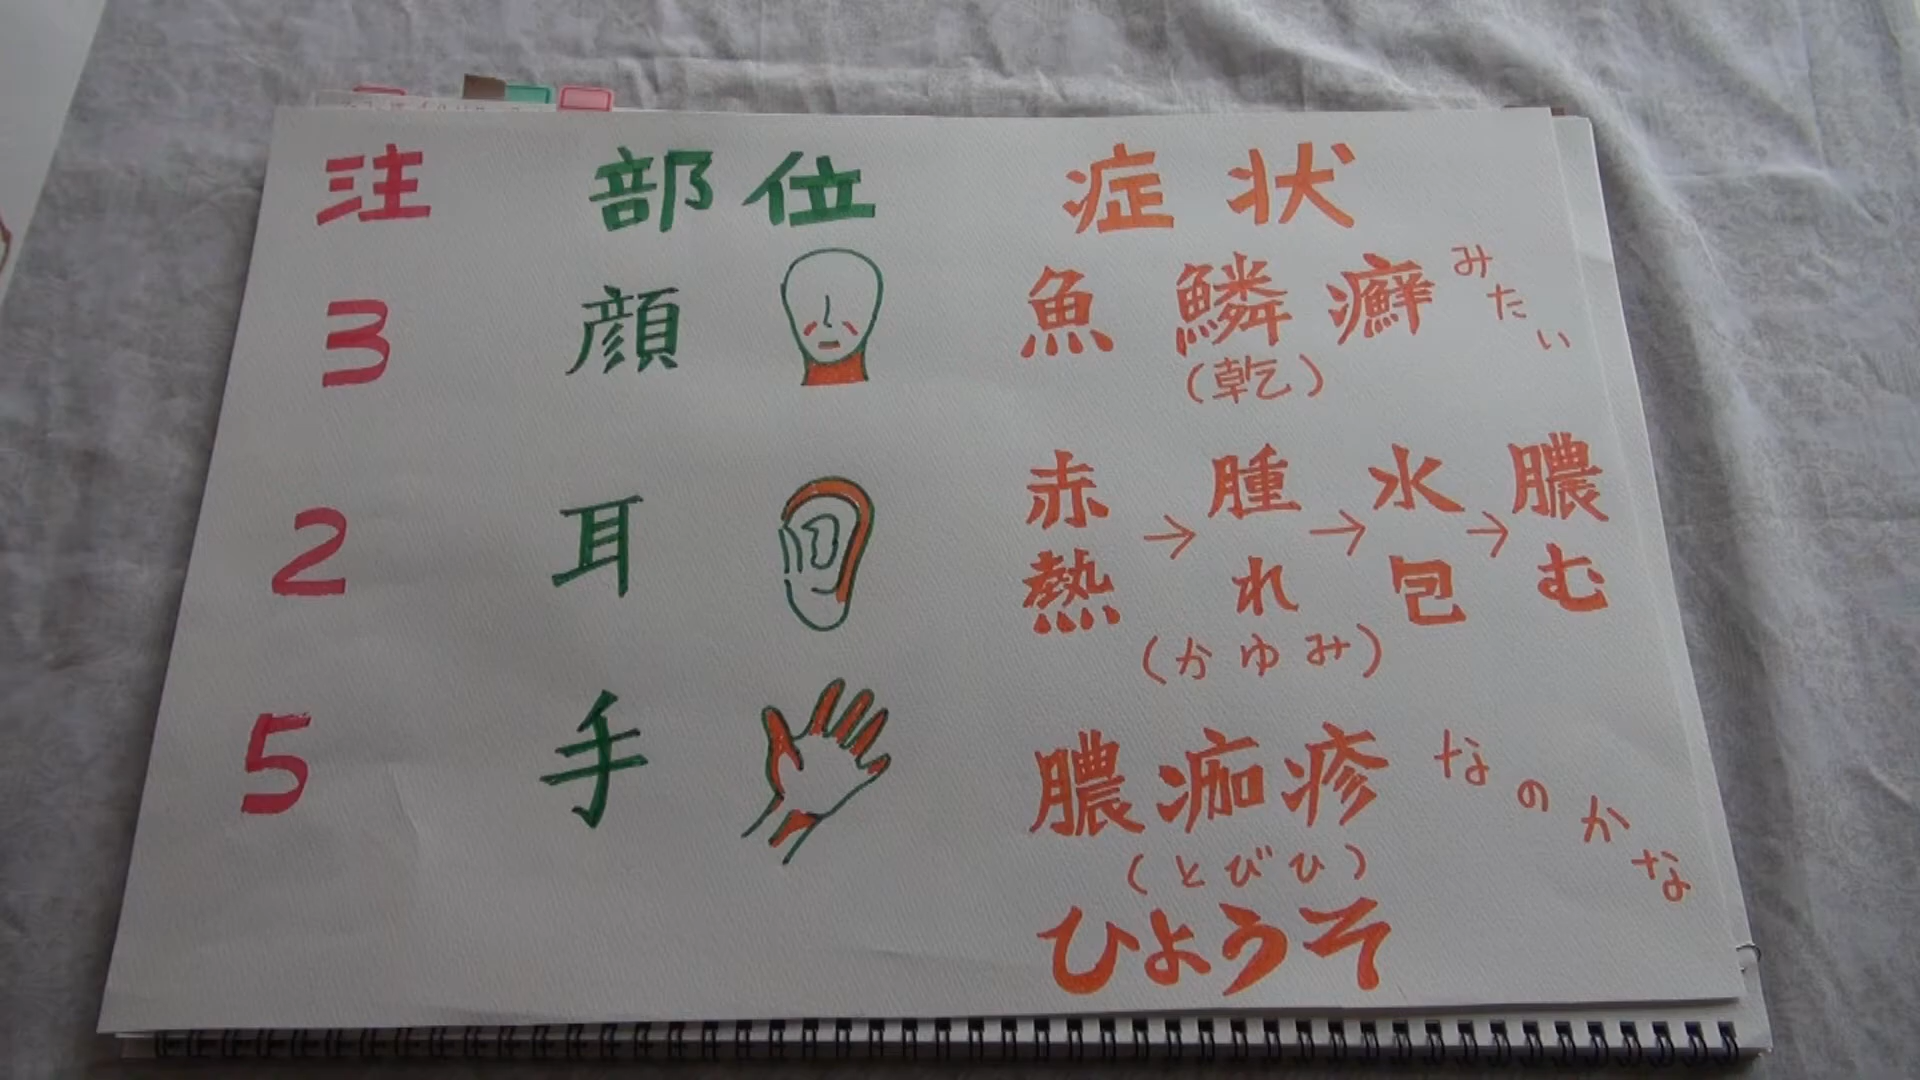 注 部位 症状
3 顔 魚鱗癬みたい
(乾)
2 耳 赤熱→腫れ→水包→膿む
(かゆみ)
5 手 膿痂疹なのかな
(とびひ)
ひょうそ